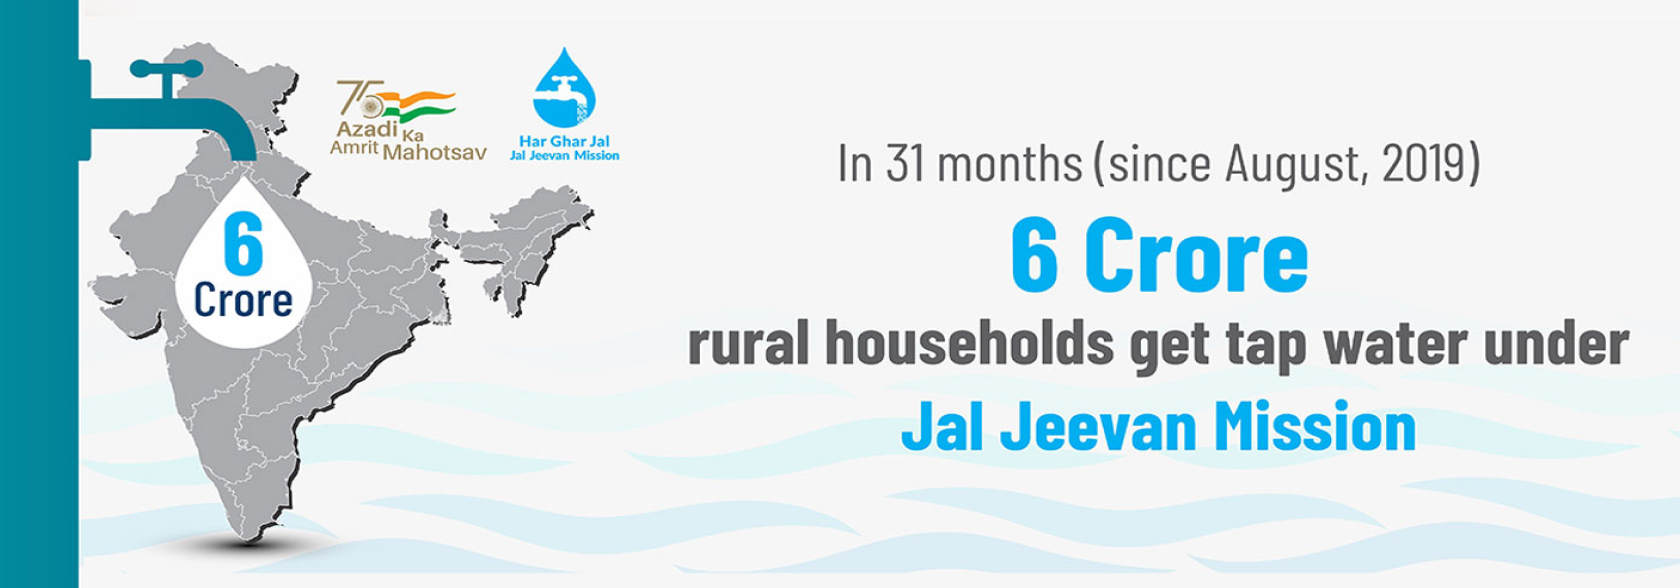 75
Azadi Ka
Amrit Mahotsav
Har Ghar Jal
Jal Jeevan Mission
6
Crore
In 31 months (since August, 2019)
6 Crore
rural households get tap water under
Jal Jeevan Mission